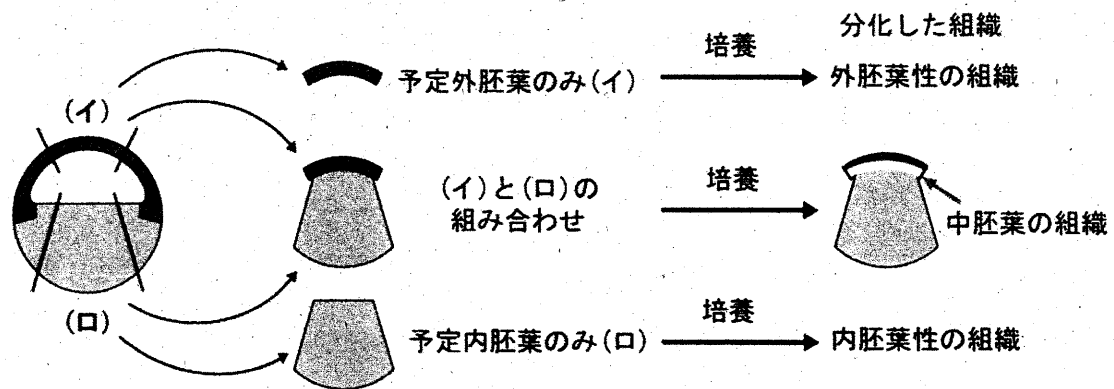 分化した組織
予定外胚葉のみ(イ)
培養
外胚葉性の組織
(イ)
(イ)と(ロ)の
組み合わせ
培養
中胚葉の組織
(ロ)
予定内胚葉のみ(ロ)
培養
内胚葉性の組織